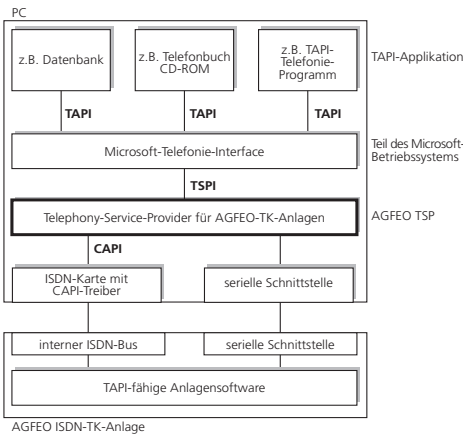 PC
z.B. Datenbank
z.B. Telefonbuch
CD-ROM
z.B. TAPI-
Telefonie-
Programm
TAPI-Applikation
TAPI
TAPI
TAPI
Microsoft-Telefonie-Interface
Teil des Microsoft-
Betriebssystems
TSPI
Telephony-Service-Provider für AGFEO-TK-Anlagen
AGFEO TSP
CAPI
ISDN-Karte mit
CAPI-Treiber
serielle Schnittstelle
interner ISDN-Bus
serielle Schnittstelle
TAPI-fähige Anlagensoftware
AGFEO ISDN-TK-Anlage